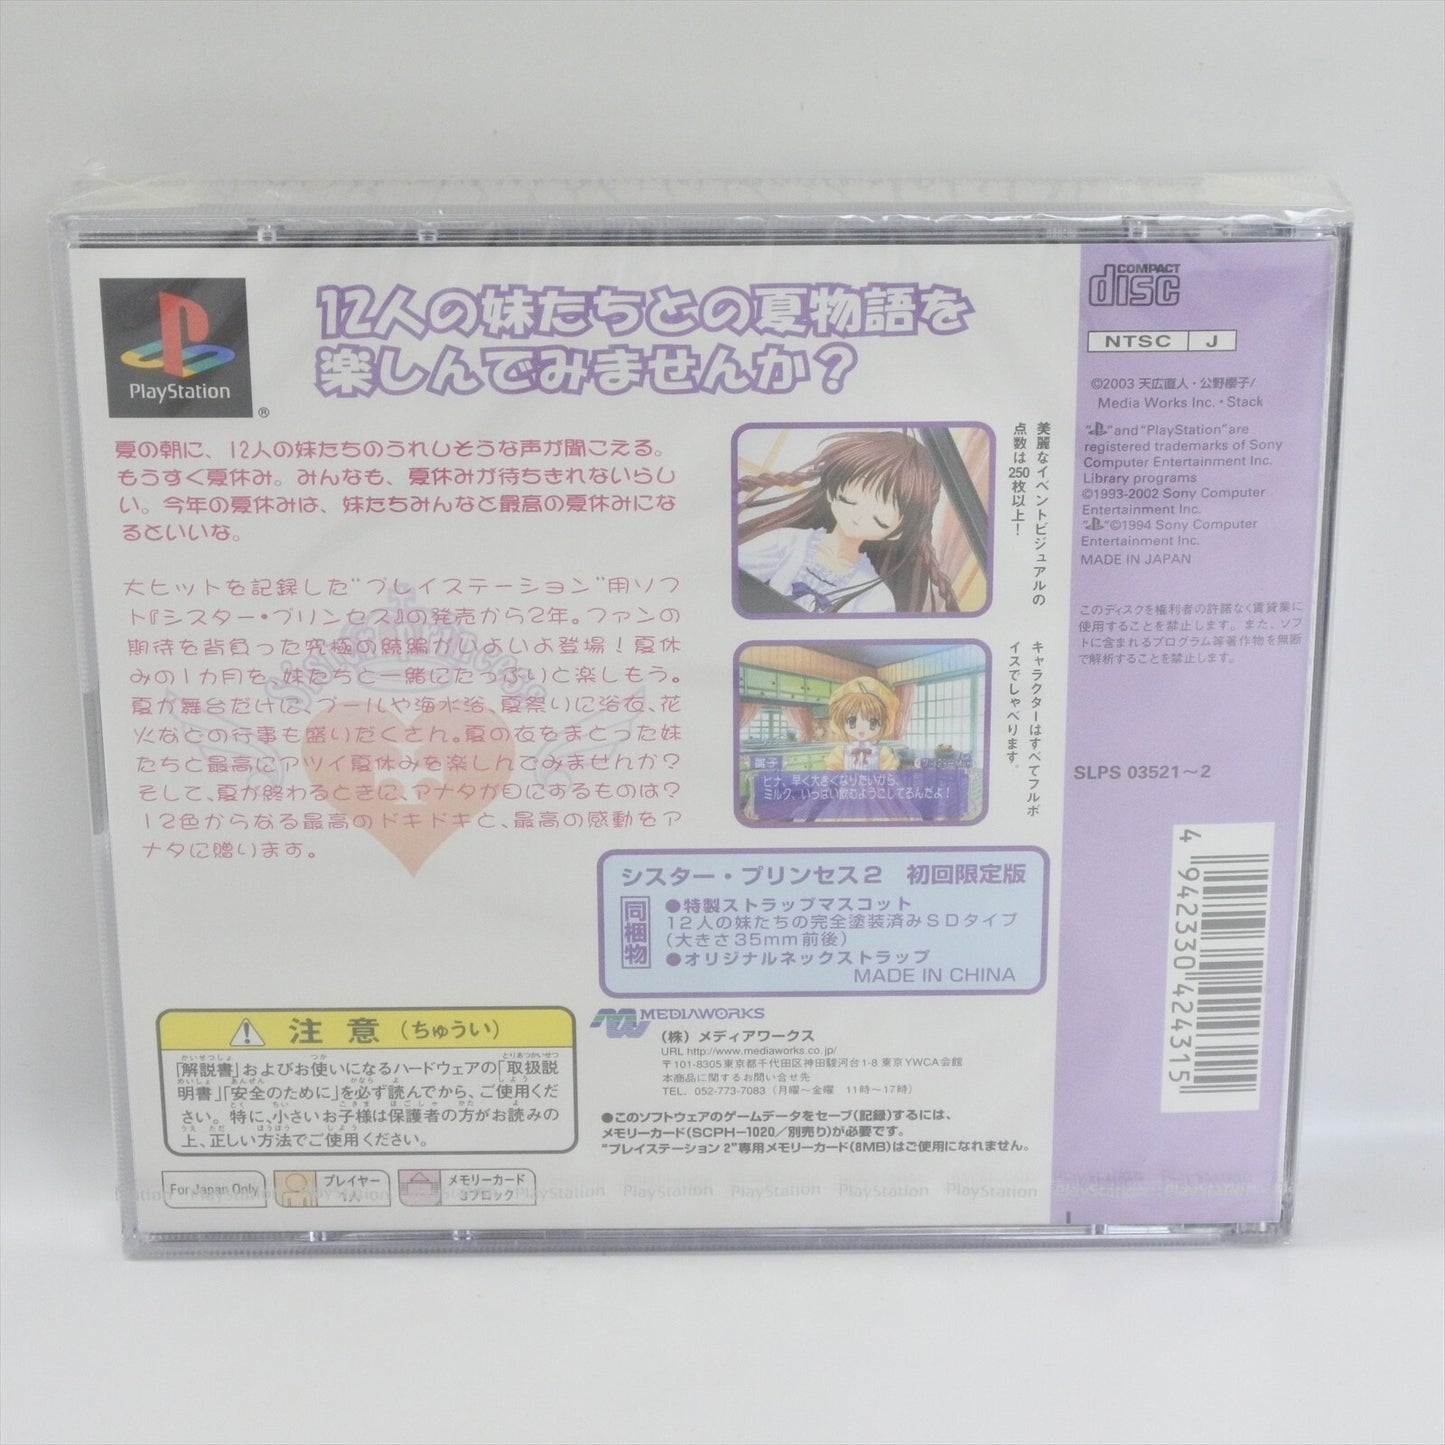 PlayStation
®
12人の妹たちとの夏物語を
楽しんでみませんか？
夏の朝に、12人の妹たちのうれしそうな声が聞こえる。
もうすぐ夏休み。みんなも、夏休みが待ちきれないらし
い。今年の夏休みは、妹たちみんなと最高の夏休みにな
るといいな。
大ヒットを記録した"プレイステーション"用ソフ
ト『シスター・プリンセス』の発売から2年。ファンの
期待を背負った究極の続編がいよいよ登場！夏休
みの1カ月を、妹たちと一緒にたっぷりと楽しもう。
夏が舞台だけに、プールや海水浴、夏祭りに浴衣、花
火などの行事も盛りだくさん。夏の衣をまとった妹
たちと最高にアツイ夏休みを楽しんでみませんか？
そして、夏が終わるときに、アナタが目にするものは？
12色からなる最高のドキドキと、最高の感動をア
ナタに贈ります。
Sister Princess
美麗なイベントビジュアルの
点数は250枚以上！
キャラクターはすべてフルボ
イスでしゃべります。
雛子
ヒナ、早く大きくなりたいから、
ミルク、いっぱい飲むようにしてるんだよ！
シスター・プリンセス2 初回限定版
同梱物
●特製ストラップマスコット
12人の妹たちの完全塗装済みSDタイプ
（大きさ35mm前後）
●オリジナルネックストラップ
MADE IN CHINA
MEDIAWORKS
（株）メディアワークス
URL http://www.mediaworks.co.jp/
〒101-8305東京都千代田区神田駿河台1-8 東京YWCA会館
本商品に関するお問い合せ先
TEL. 052-773-7083（月曜～金曜 11時～17時）
●このソフトウェアのゲームデータをセーブ（記録）するには、
メモリーカード（SCPH-1020／別売り）が必要です。
"プレイステーション 2"専用メモリーカード（8MB）はご使用になれません。
注意（ちゅうい）
「解説書」およびお使いになるハードウェアの「取扱説
明書」「安全のために」を必ず読んでから、ご使用くだ
さい。特に、小さいお子様は保護者の方がお読みの
上、正しい方法でご使用ください。
For Japan Only
プレイヤー
1人
メモリーカード
3ブロック
PlayStation PlayStation PlayStation PlayStation PlayStation PlayStation PlayStation
COMPACT
disc
NTSC J
©2003 天広直人・公野櫻子/
Media Works Inc.・Stack
" "and "PlayStation"are
registered trademarks of Sony
Computer Entertainment Inc.
Library programs
©1993-2002 Sony Computer
Entertainment Inc.
" "©1994 Sony Computer
Entertainment Inc.
MADE IN JAPAN
このディスクを権利者の許諾なく賃貸業に
使用することを禁止します。また、ソフ
トに含まれるプログラム等著作物を無断
で解析することを禁止します。
SLPS 03521～2
4 942330 424315